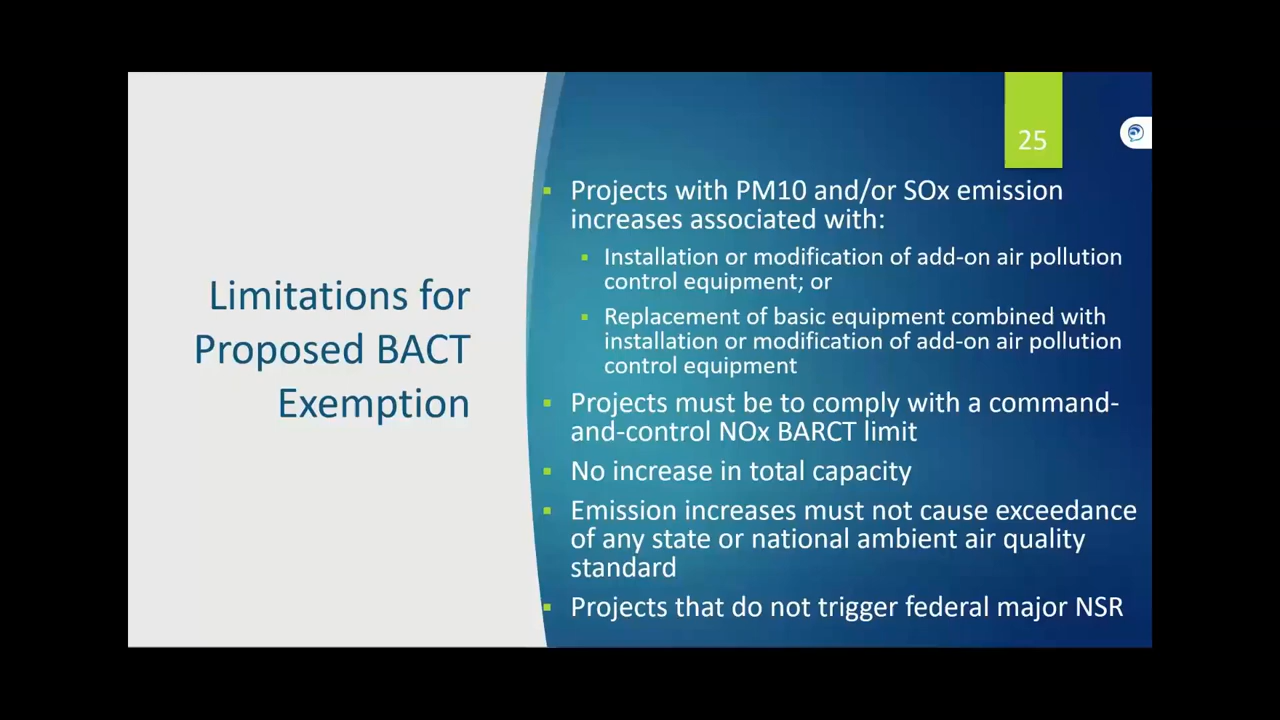 Limitations for
Proposed BACT
Exemption
25
Projects with PM10 and/or SOx emission
increases associated with:
Installation or modification of add-on air pollution
control equipment; or
Replacement of basic equipment combined with
installation or modification of add-on air pollution
control equipment
Projects must be to comply with a command-
and-control NOx BARCT limit
No increase in total capacity
Emission increases must not cause exceedance
of any state or national ambient air quality
standard
Projects that do not trigger federal major NSR